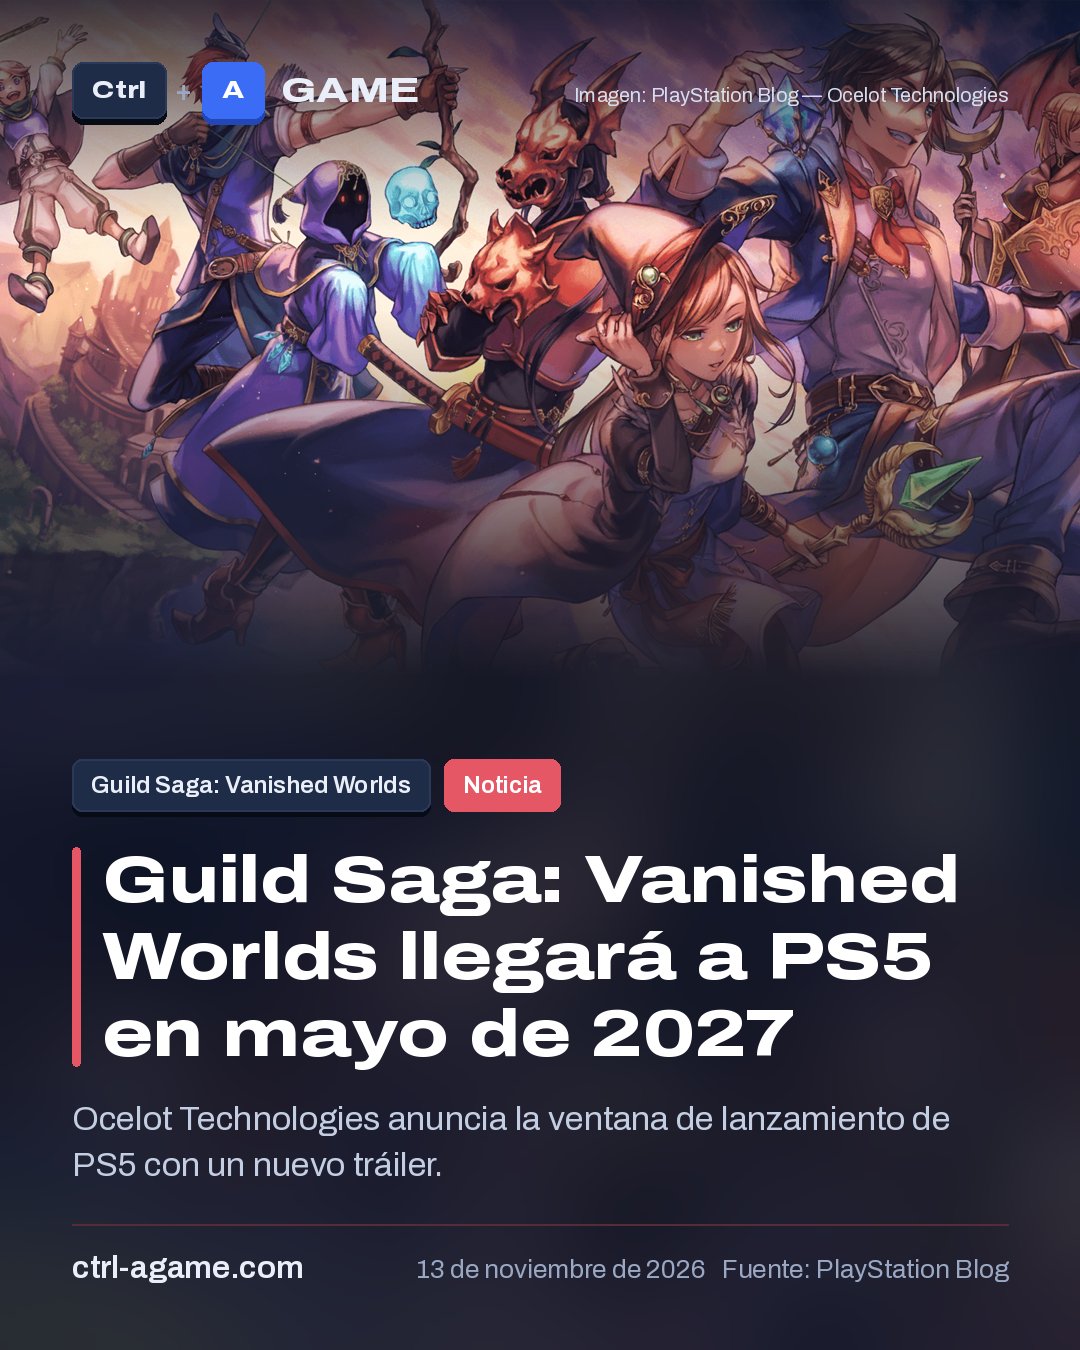 Ctrl + A GAME
Imagen: PlayStation Blog — Ocelot Technologies
Guild Saga: Vanished Worlds
Noticia
Guild Saga: Vanished
Worlds llegará a PS5
en mayo de 2027
Ocelot Technologies anuncia la ventana de lanzamiento de
PS5 con un nuevo tráiler.
ctrl-agame.com
13 de noviembre de 2026 Fuente: PlayStation Blog